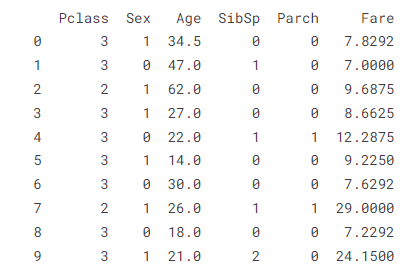 Pclass Sex Age SibSp Parch Fare
0 3 1 34.5 0 0 7.8292
1 3 0 47.0 1 0 7.0000
2 2 1 62.0 0 0 9.6875
3 3 1 27.0 0 0 8.6625
4 3 0 22.0 1 1 12.2875
5 3 1 14.0 0 0 9.2250
6 3 0 30.0 0 0 7.6292
7 2 1 26.0 1 1 29.0000
8 3 0 18.0 0 0 7.2292
9 3 1 21.0 2 0 24.1500